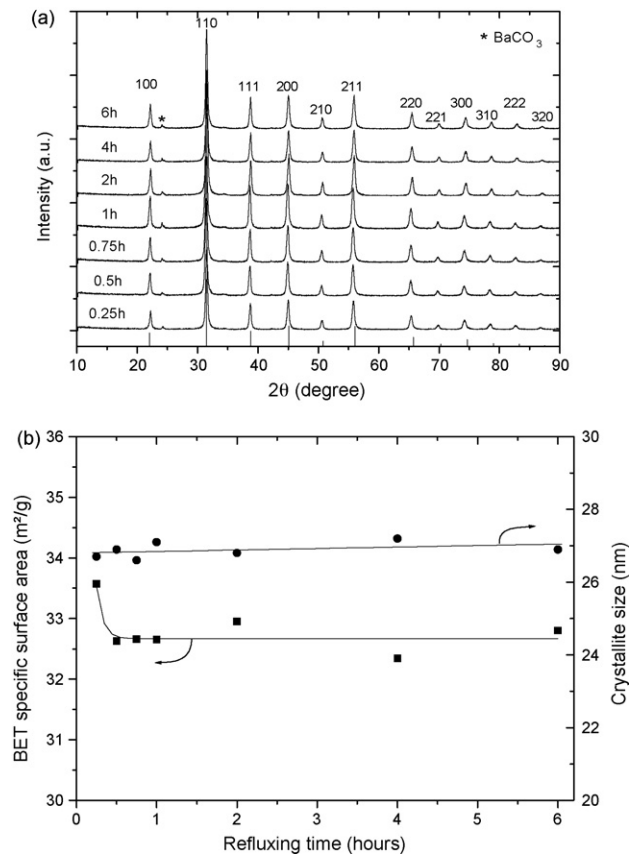 (a)
110
* BaCO3
100
111
200
211
210
220
221
300
310
222
320
6h
*
4h
2h
1h
0.75h
0.5h
0.25h
Intensity (a.u.)
10 20 30 40 50 60 70 80 90
2θ (degree)
(b)
36
35
34
33
32
31
30
BET specific surface area (m²/g)
30
28
26
24
22
20
Crystallite size (nm)
0 1 2 3 4 5 6
Refluxing time (hours)